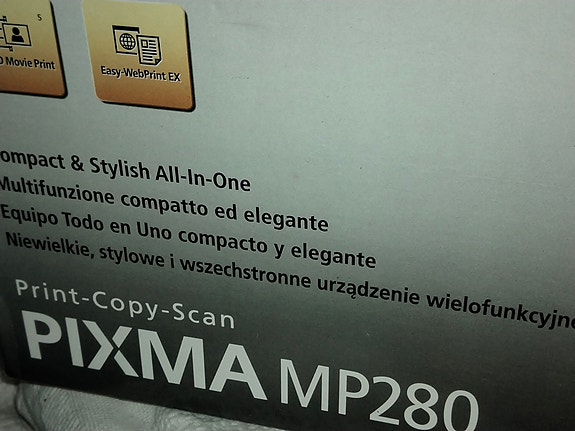 5
Movie Print
Easy-WebPrint EX
ompact & Stylish All-In-One
Multifunzione compatto ed elegante
Equipo Todo en Uno compacto y elegante
Niewielkie, stylowe i wszechstronne urządzenie wielofunkcyjne
Print-Copy-Scan
PIXMA MP280